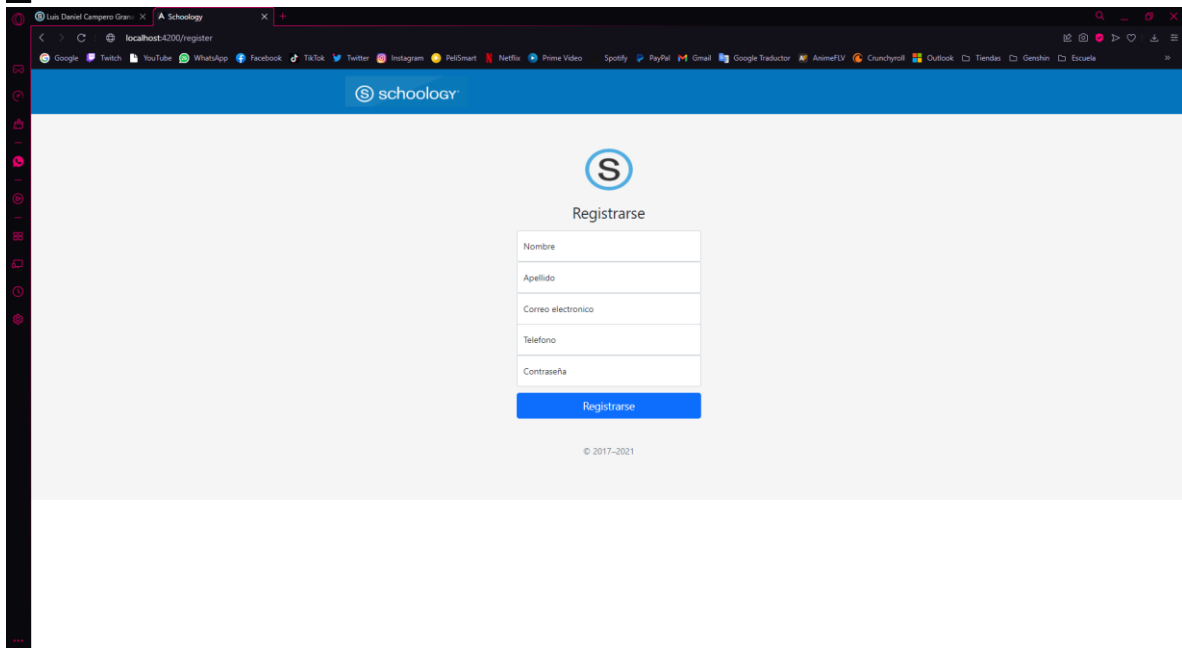 Luis Daniel Campero Gran
Schoology
localhost:4200/register
Google Twitch YouTube WhatsApp Facebook TikTok Twitter Instagram PeliSmart Netflix Prime Video Spotify PayPal Gmail Google Traductor AnimeFLV Crunchyroll Outlook Tiendas Genshin Escuela »
S schoology
S
Registrarse
Nombre
Apellido
Correo electronico
Telefono
Contraseña
Registrarse
© 2017–2021